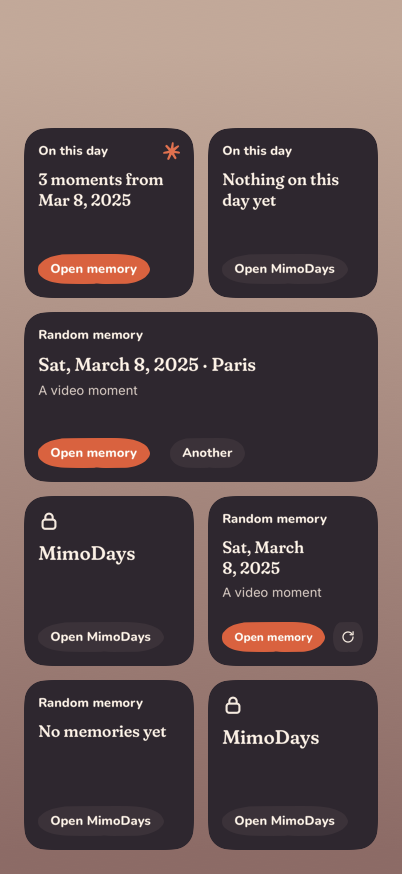 On this day
3 moments from
Mar 8, 2025
Open memory
On this day
Nothing on this
day yet
Open MimoDays
Random memory
Sat, March 8, 2025 · Paris
A video moment
Open memory
Another
MimoDays
Open MimoDays
Random memory
Sat, March
8, 2025
A video moment
Open memory
Random memory
No memories yet
Open MimoDays
MimoDays
Open MimoDays